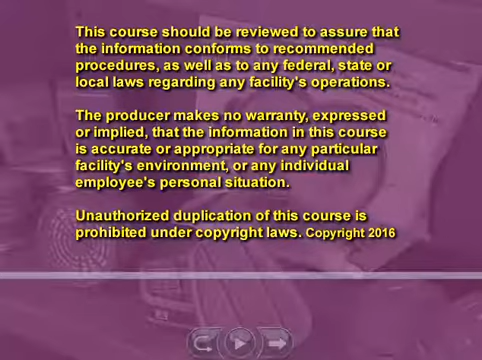 This course should be reviewed to assure that
the information conforms to recommended
procedures, as well as to any federal, state or
local laws regarding any facility's operations.
The producer makes no warranty, expressed
or implied, that the information in this course
is accurate or appropriate for any particular
facility's environment, or any individual
employee's personal situation.
Unauthorized duplication of this course is
prohibited under copyright laws. Copyright 2016